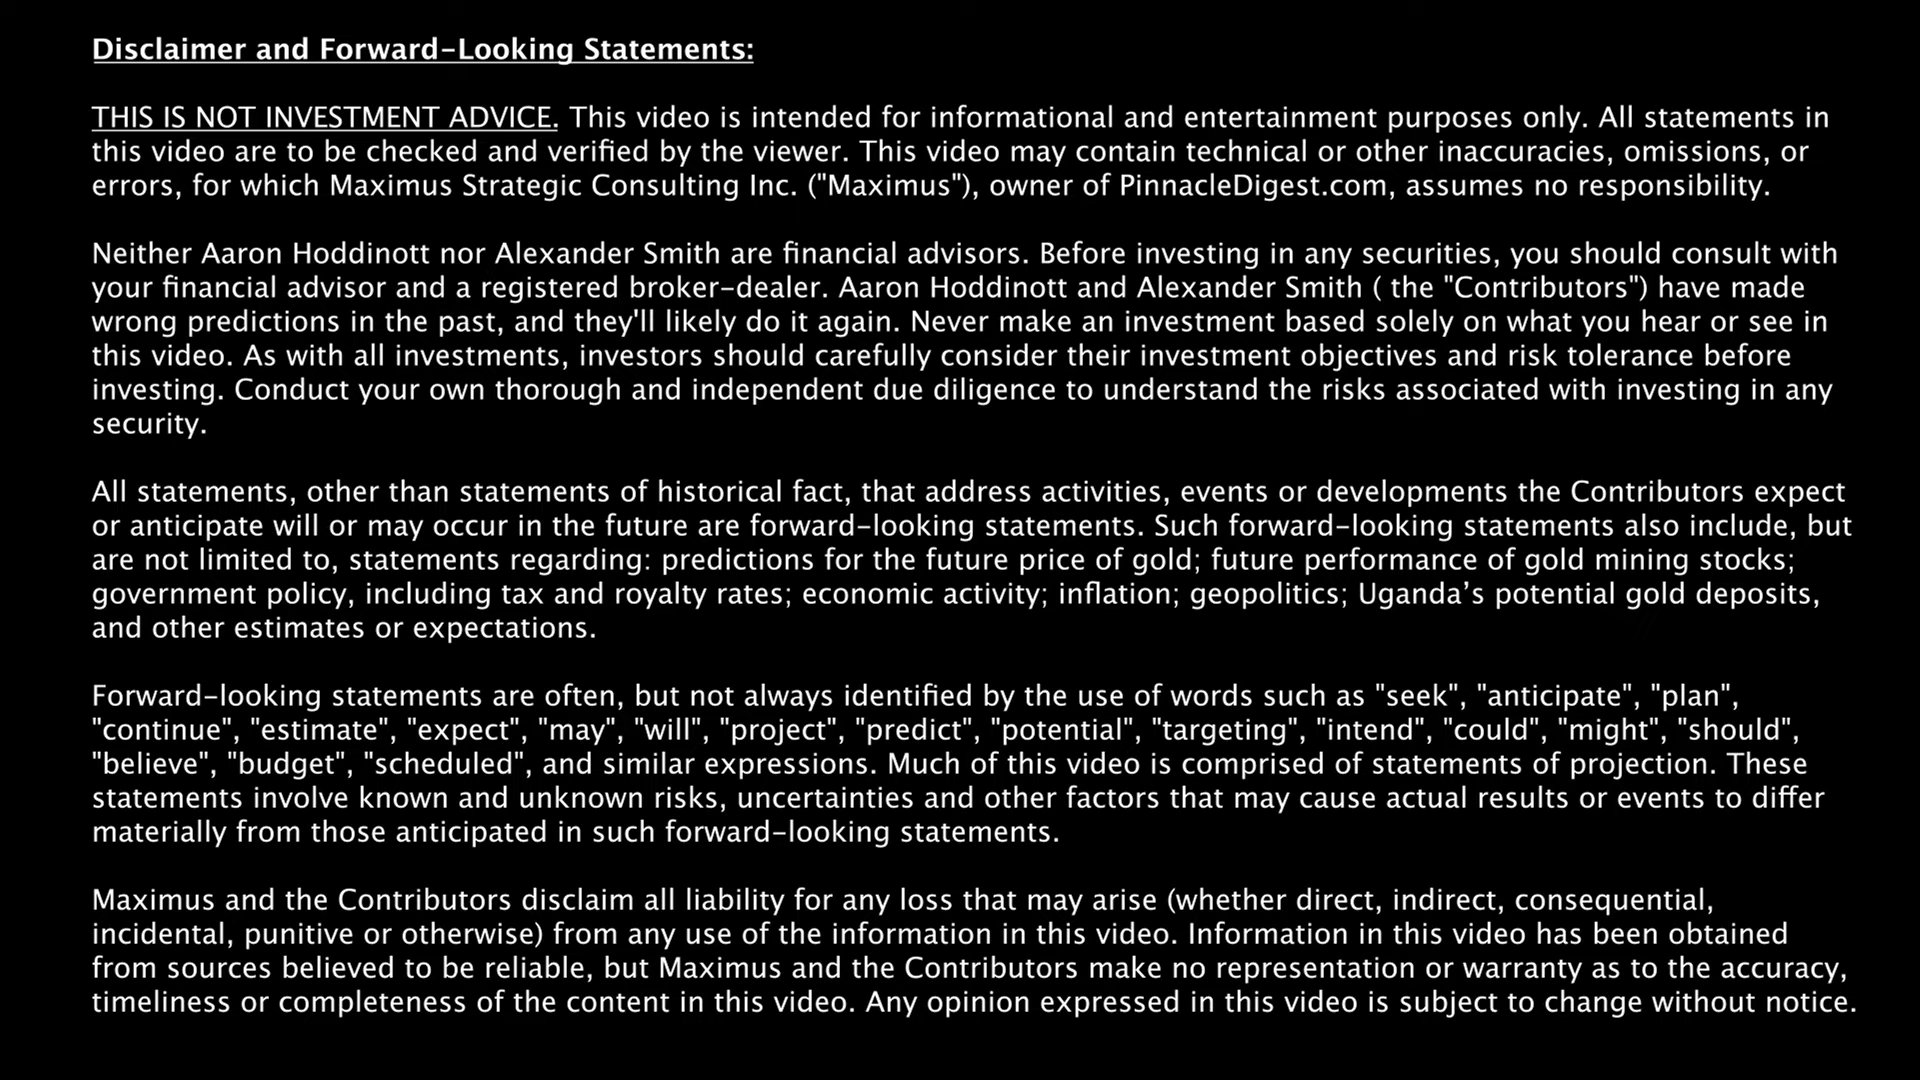 Disclaimer and Forward-Looking Statements:
THIS IS NOT INVESTMENT ADVICE. This video is intended for informational and entertainment purposes only. All statements in
this video are to be checked and verified by the viewer. This video may contain technical or other inaccuracies, omissions, or
errors, for which Maximus Strategic Consulting Inc. ("Maximus"), owner of PinnacleDigest.com, assumes no responsibility.
Neither Aaron Hoddinott nor Alexander Smith are financial advisors. Before investing in any securities, you should consult with
your financial advisor and a registered broker-dealer. Aaron Hoddinott and Alexander Smith ( the "Contributors") have made
wrong predictions in the past, and they'll likely do it again. Never make an investment based solely on what you hear or see in
this video. As with all investments, investors should carefully consider their investment objectives and risk tolerance before
investing. Conduct your own thorough and independent due diligence to understand the risks associated with investing in any
security.
All statements, other than statements of historical fact, that address activities, events or developments the Contributors expect
or anticipate will or may occur in the future are forward-looking statements. Such forward-looking statements also include, but
are not limited to, statements regarding: predictions for the future price of gold; future performance of gold mining stocks;
government policy, including tax and royalty rates; economic activity; inflation; geopolitics; Uganda’s potential gold deposits,
and other estimates or expectations.
Forward-looking statements are often, but not always identified by the use of words such as "seek", "anticipate", "plan",
"continue", "estimate", "expect", "may", "will", "project", "predict", "potential", "targeting", "intend", "could", "might", "should",
"believe", "budget", "scheduled", and similar expressions. Much of this video is comprised of statements of projection. These
statements involve known and unknown risks, uncertainties and other factors that may cause actual results or events to differ
materially from those anticipated in such forward-looking statements.
Maximus and the Contributors disclaim all liability for any loss that may arise (whether direct, indirect, consequential,
incidental, punitive or otherwise) from any use of the information in this video. Information in this video has been obtained
from sources believed to be reliable, but Maximus and the Contributors make no representation or warranty as to the accuracy,
timeliness or completeness of the content in this video. Any opinion expressed in this video is subject to change without notice.